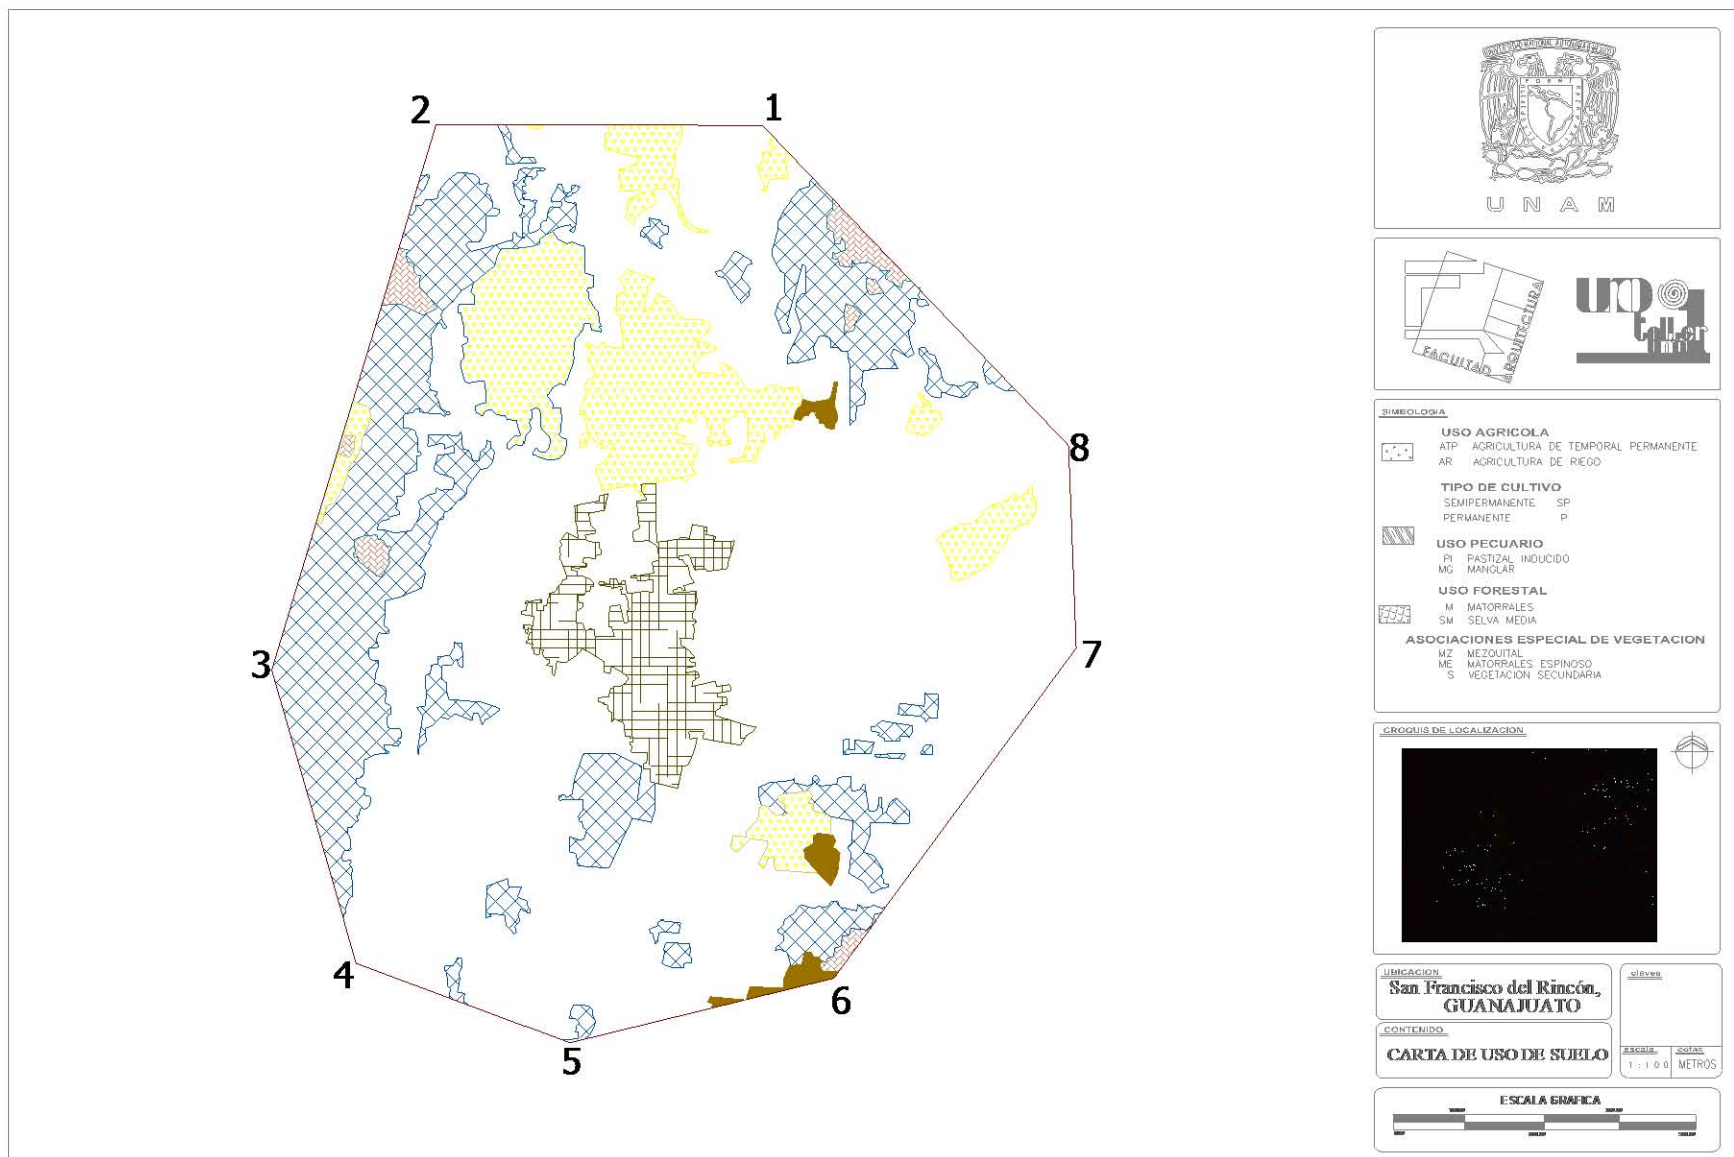 2
1
8
3
7
4
6
5
UNAM
FACULTAD ARQUITECTURA
SIMBOLOGIA
USO AGRICOLA
ATP AGRICULTURA DE TEMPORAL PERMANENTE
AR AGRICULTURA DE RIEGO
TIPO DE CULTIVO
SEMIPERMANENTE SP
PERMANENTE P
USO PECUARIO
PI PASTIZAL INDUCIDO
MG MANGLAR
USO FORESTAL
M MATORRALES
SM SELVA MEDIA
ASOCIACIONES ESPECIAL DE VEGETACION
MZ MEZQUITAL
ME MATORRALES ESPINOSO
S VEGETACION SECUNDARIA
CROQUIS DE LOCALIZACION
UBICACION
San Francisco del Rincón,
GUANAJUATO
CONTENIDO
CARTA DE USO DE SUELO
claves
escala
1:100
cotas
METROS
ESCALA GRAFICA